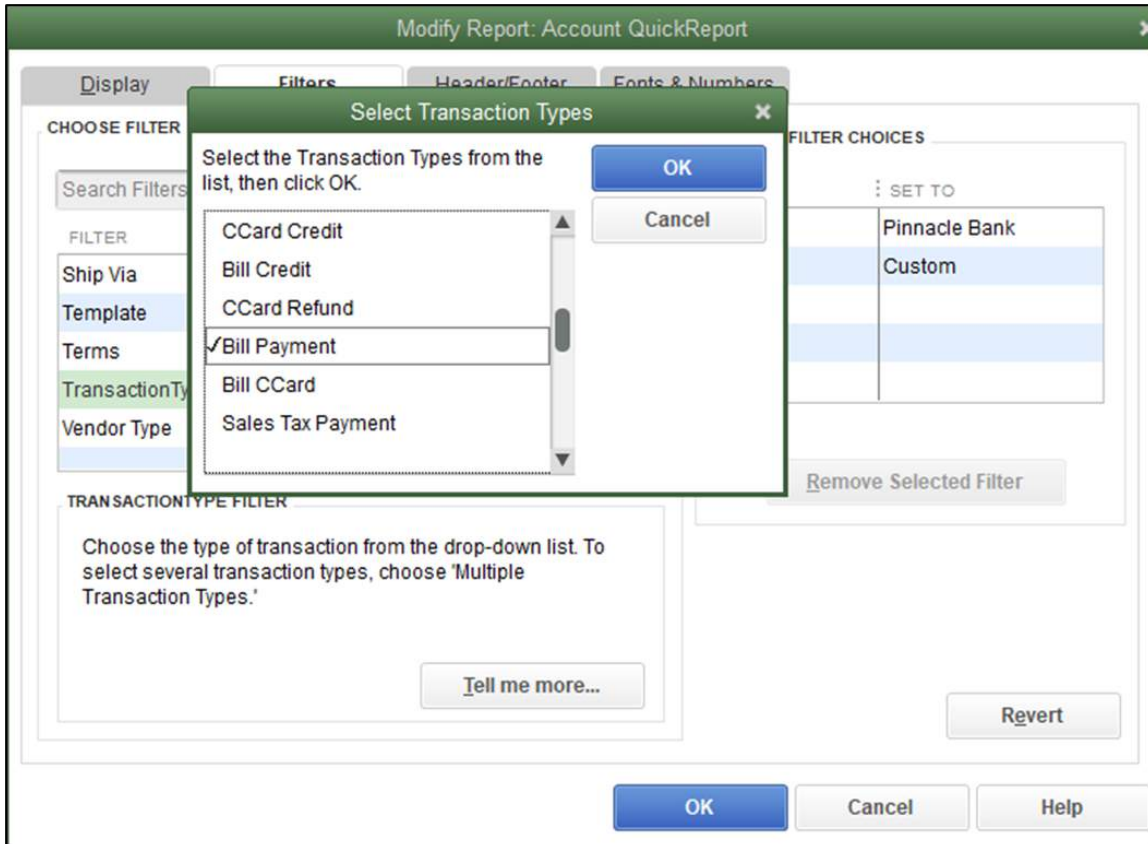 Modify Report: Account QuickReport
Display
Filters
Header/Footer
Fonts & Numbers
CHOOSE FILTER
Search Filters
FILTER
Ship Via
Template
Terms
TransactionTy
Vendor Type
Select Transaction Types
Select the Transaction Types from the
list, then click OK.
OK
Cancel
CCard Credit
Bill Credit
CCard Refund
✓Bill Payment
Bill CCard
Sales Tax Payment
FILTER CHOICES
SET TO
Pinnacle Bank
Custom
Remove Selected Filter
TRANSACTIONTYPE FILTER
Choose the type of transaction from the drop-down list. To
select several transaction types, choose 'Multiple
Transaction Types.'
Tell me more...
Revert
OK
Cancel
Help